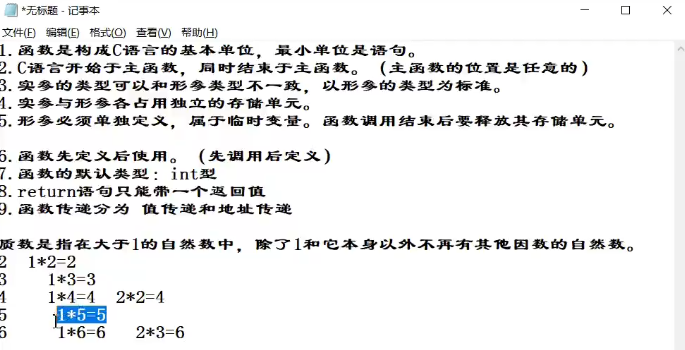 *无标题 - 记事本
文件(F) 编辑(E) 格式(O) 查看(V) 帮助(H)
1.函数是构成C语言的基本单位，最小单位是语句。
2.C语言开始于主函数，同时结束于主函数。（主函数的位置是任意的）
3.实参的类型可以和形参类型不一致，以形参的类型为标准。
4.实参与形参各占用独立的存储单元。
5.形参必须单独定义，属于临时变量。函数调用结束后要释放其存储单元。
6.函数先定义后使用。（先调用后定义）
7.函数的默认类型: int型
8.return语句只能带一个返回值
9.函数传递分为 值传递和地址传递
质数是指在大于1的自然数中，除了1和它本身以外不再有其他因数的自然数。
2 1*2=2
3 1*3=3
4 1*4=4 2*2=4
5 1*5=5
6 1*6=6 2*3=6